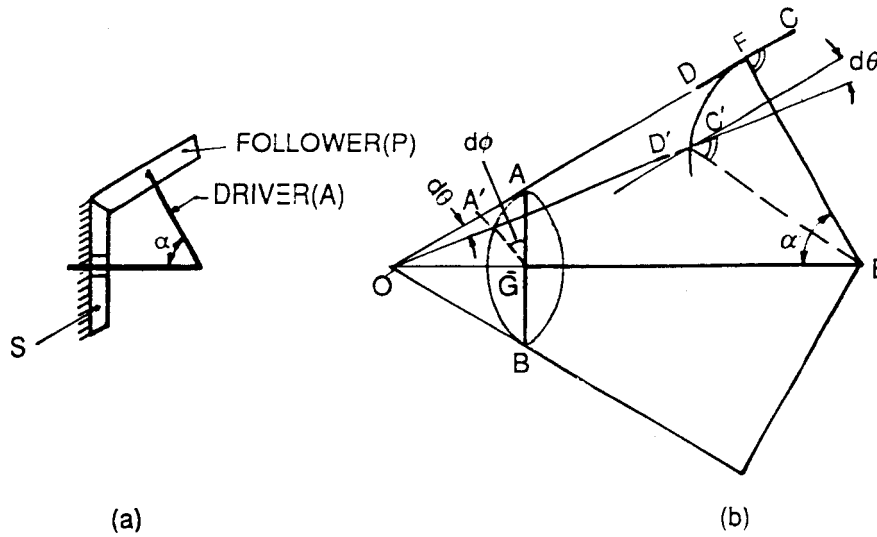 FOLLOWER(P)
DRIVER(A)
α
S
(a)
C
F
D
dθ
C'
D'
dϕ
A
A'
dθ
α
O
G
E
B
(b)